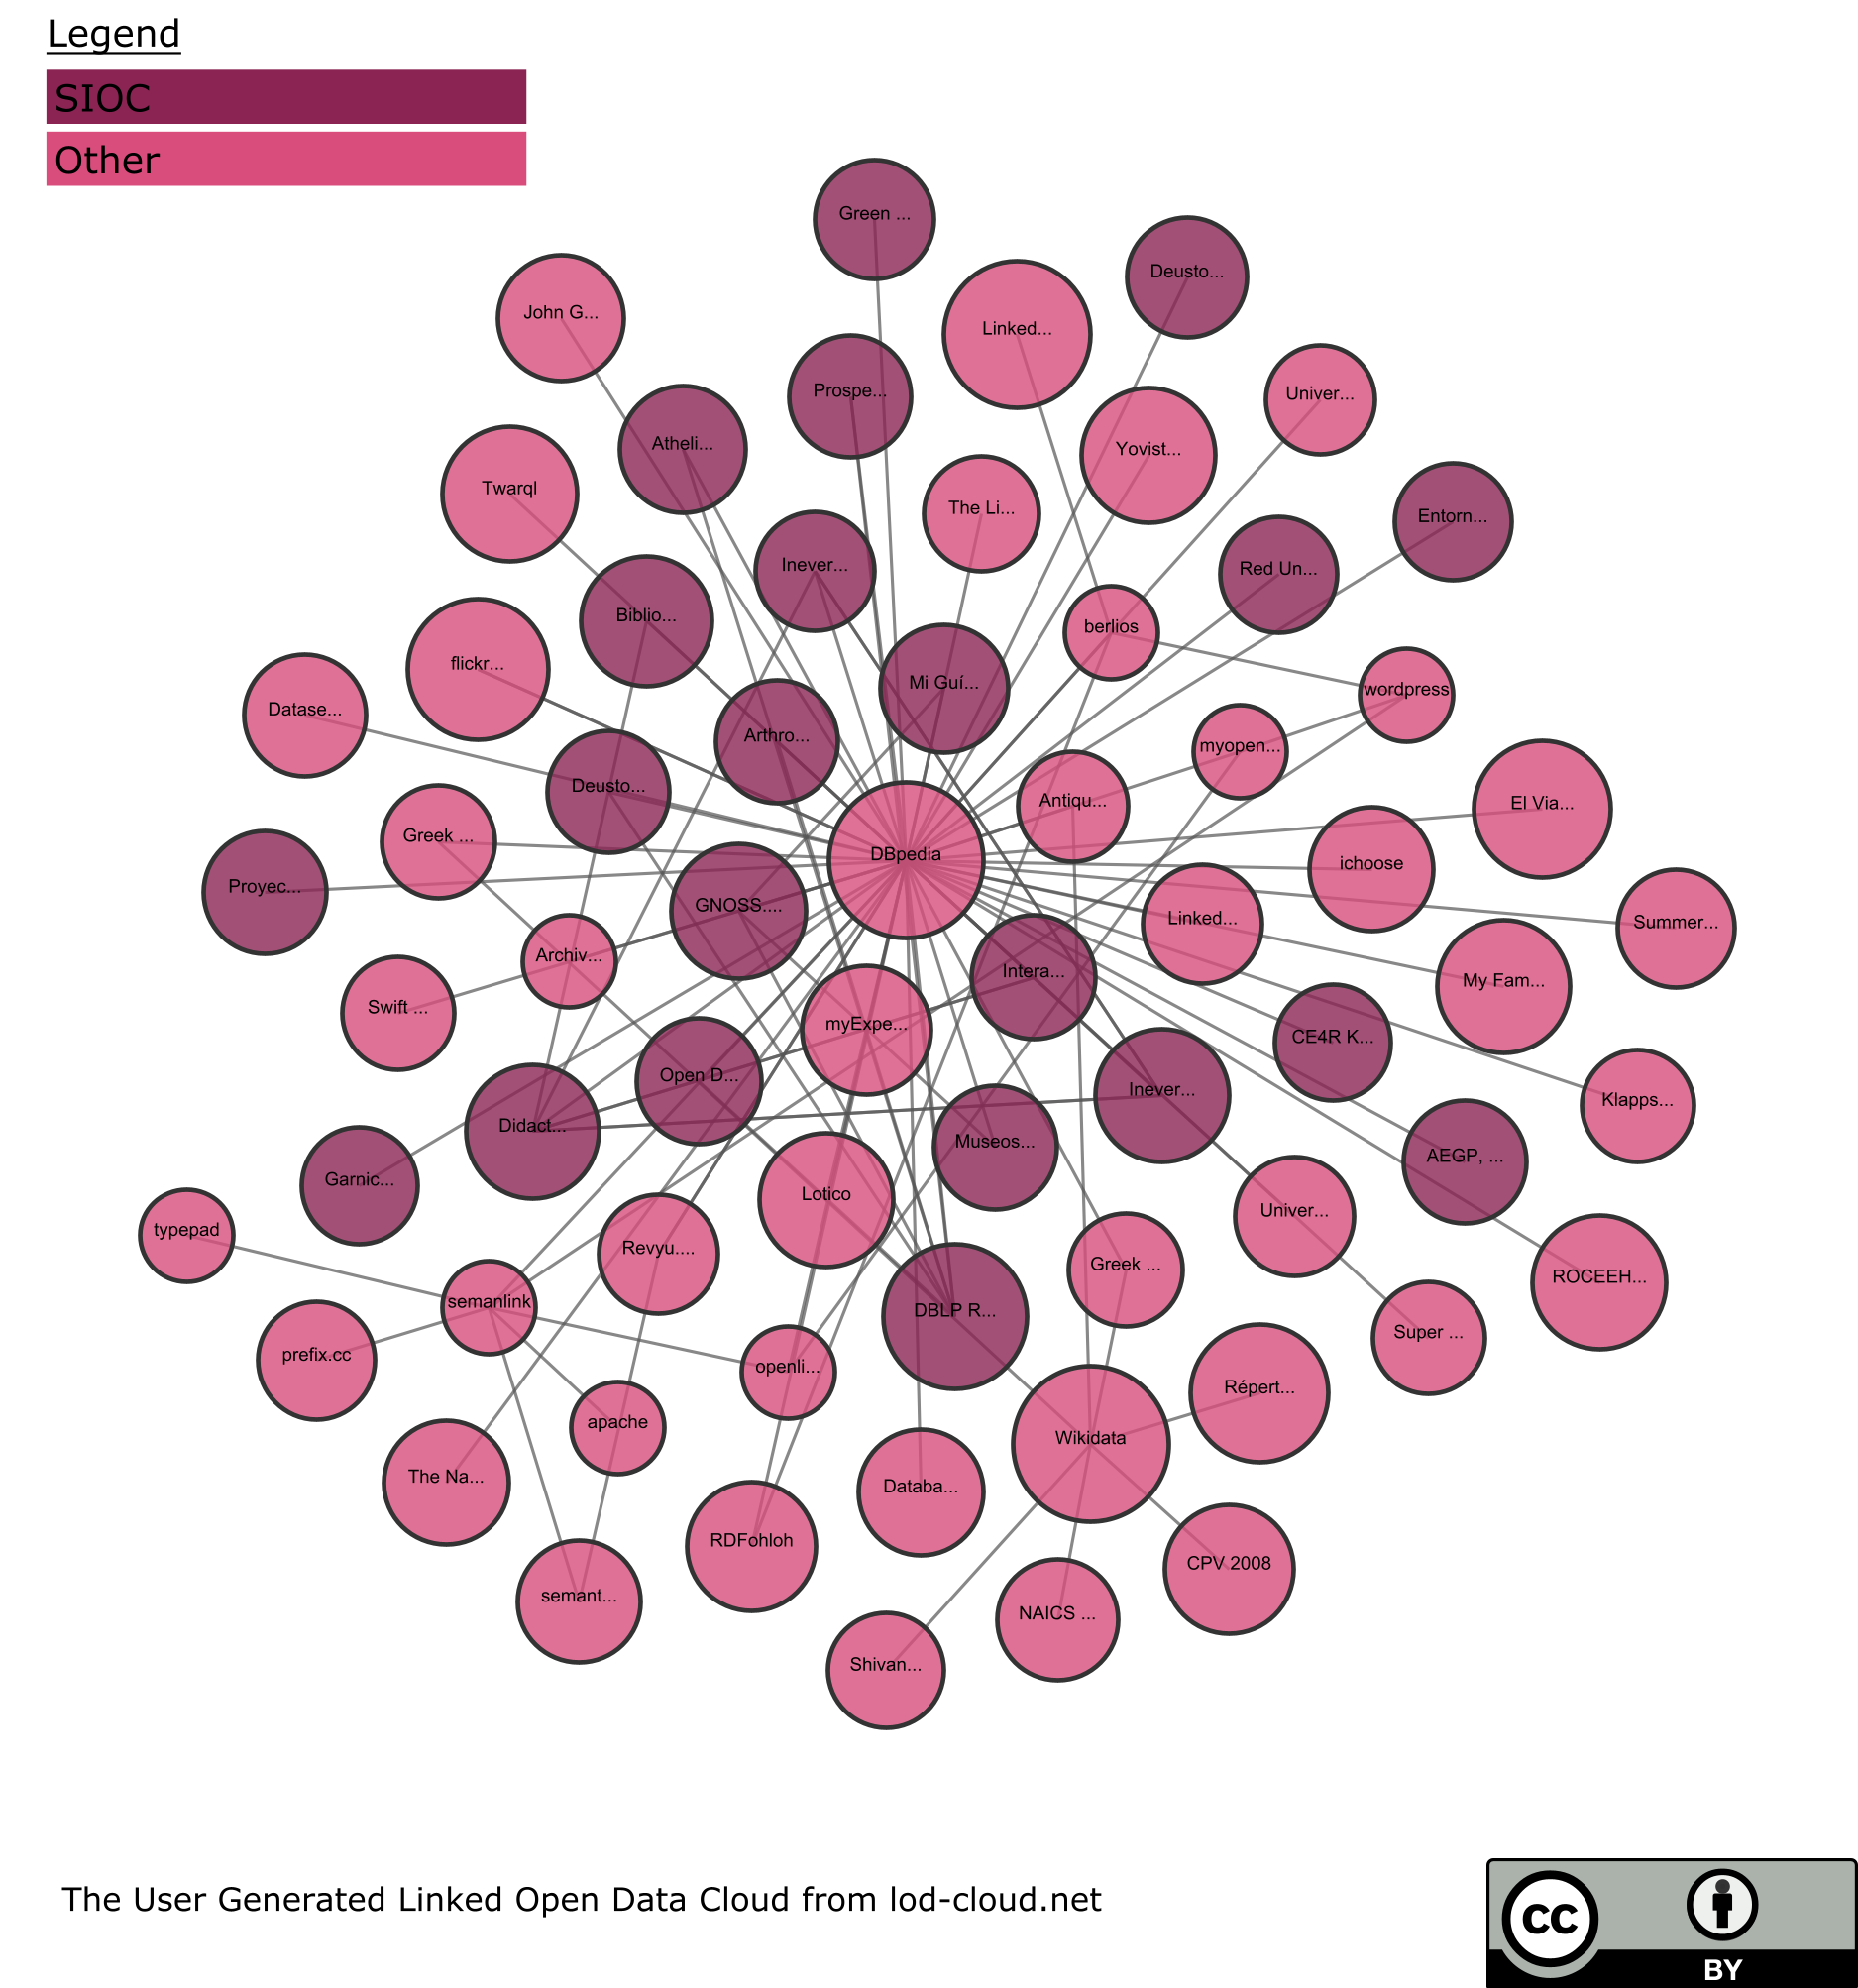 Legend
SIOC
Other
Green ...
Deusto...
John G...
Linked...
Prospe...
Univer...
Atheli...
Yovist...
Twarql
The Li...
Entorn...
Inever...
Red Un...
Biblio...
berlios
flickr...
Mi Guí...
wordpress
Datase...
Arthro...
myopen...
Deusto...
Antiqu...
El Via...
Greek ...
DBpedia
ichoose
Proyec...
GNOSS....
Linked...
Summer...
Archiv...
Intera...
My Fam...
Swift ...
myExpe...
CE4R K...
Open D...
Inever...
Klapps...
Didact...
Museos...
AEGP, ...
Garnic...
Lotico
Univer...
typepad
Revyu....
Greek ...
ROCEEH...
semanlink
DBLP R...
Super ...
prefix.cc
openli...
Répert...
apache
Wikidata
The Na...
Databa...
RDFohloh
CPV 2008
semant...
NAICS ...
Shivan...
The User Generated Linked Open Data Cloud from lod-cloud.net
cc
BY